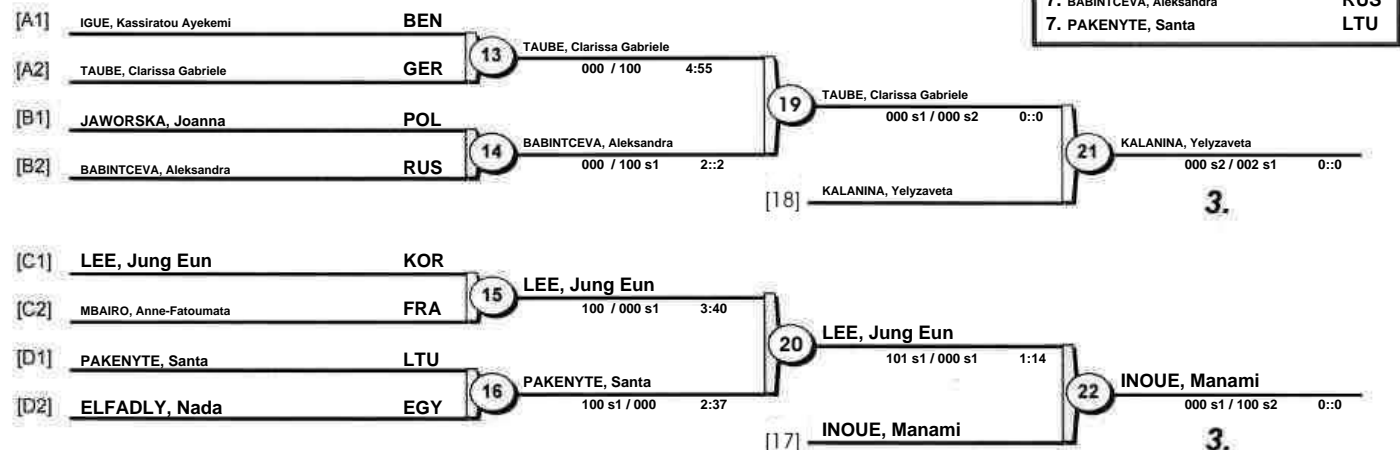 7. BABINTCEVA, Aleksandra RUS
7. PAKENYTE, Santa LTU
[A1] IGUE, Kassiratou Ayekemi BEN
13 TAUBE, Clarissa Gabriele
000 / 100 4:55
[A2] TAUBE, Clarissa Gabriele GER
19 TAUBE, Clarissa Gabriele
000 s1 / 000 s2 0::0
[B1] JAWORSKA, Joanna POL
14 BABINTCEVA, Aleksandra
000 / 100 s1 2::2
[B2] BABINTCEVA, Aleksandra RUS
21 KALANINA, Yelyzaveta
000 s2 / 002 s1 0::0
[18] KALANINA, Yelyzaveta
3.
[C1] LEE, Jung Eun KOR
15 LEE, Jung Eun
100 / 000 s1 3:40
[C2] MBAIRO, Anne-Fatoumata FRA
20 LEE, Jung Eun
101 s1 / 000 s1 1:14
[D1] PAKENYTE, Santa LTU
16 PAKENYTE, Santa
100 s1 / 000 2:37
[D2] ELFADLY, Nada EGY
22 INOUE, Manami
000 s1 / 100 s2 0::0
[17] INOUE, Manami
3.